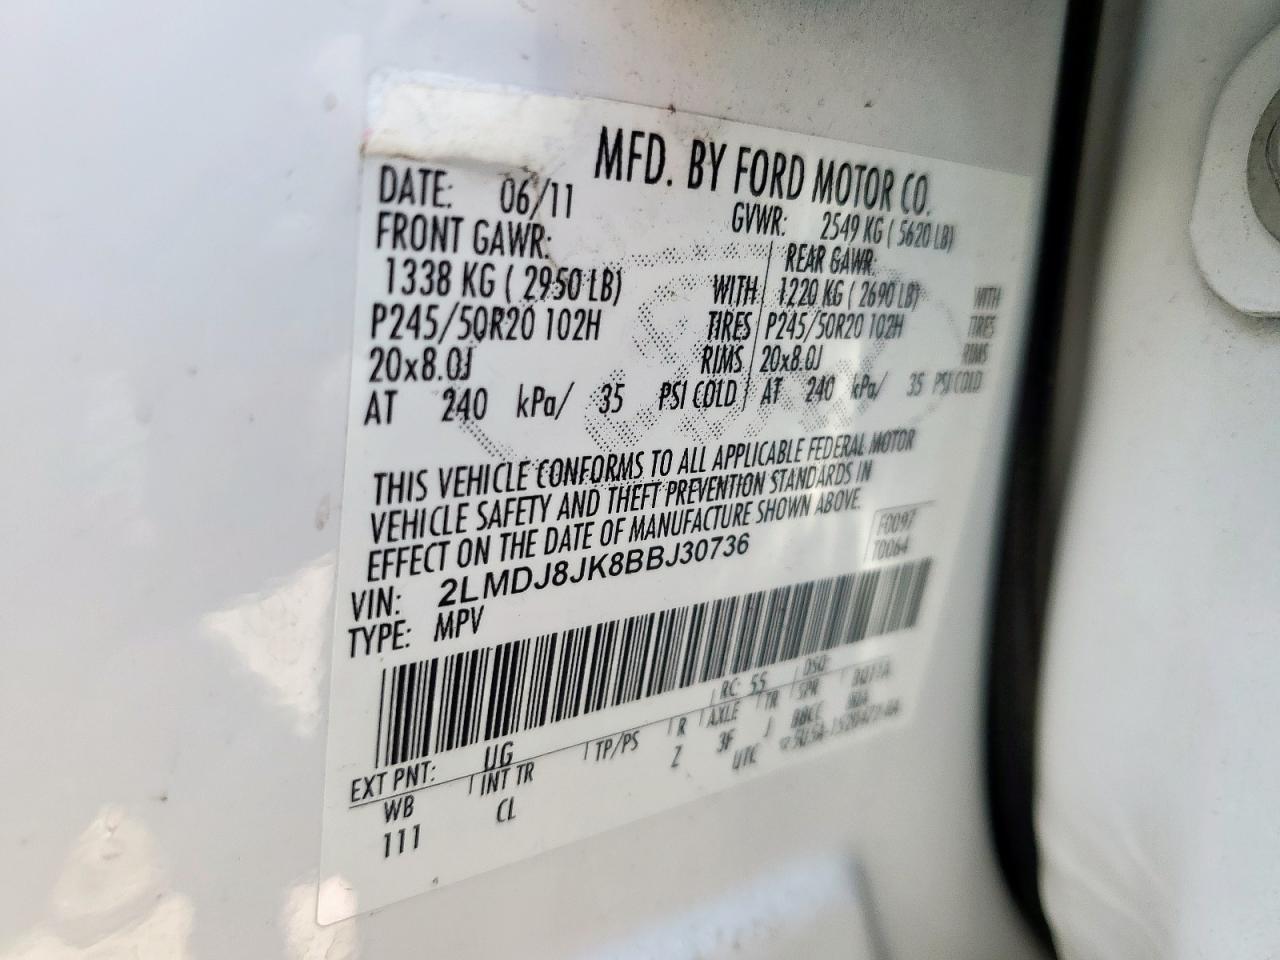 MFD. BY FORD MOTOR CO.
DATE: 06/11 GVWR: 2549 KG ( 5620 LB)
FRONT GAWR: REAR GAWR:
1338 KG ( 2950 LB) WITH 1220 KG ( 2690 LB) WITH
P245/50R20 102H TIRES P245/50R20 102H TIRES
20x8.0J RIMS 20x8.0J RIMS
AT 240 kPa/ 35 PSI COLD AT 240 kPa/ 35 PSI COLD
THIS VEHICLE CONFORMS TO ALL APPLICABLE FEDERAL MOTOR
VEHICLE SAFETY AND THEFT PREVENTION STANDARDS IN
EFFECT ON THE DATE OF MANUFACTURE SHOWN ABOVE.
F0097
T0064
VIN: 2LMDJ8JK8BBJ30736
TYPE: MPV
EXT PNT: UG RC: 55 DSO:
WB INT TR TP/PS R AXLE TR SPR
111 CL Z 3F J
UTC